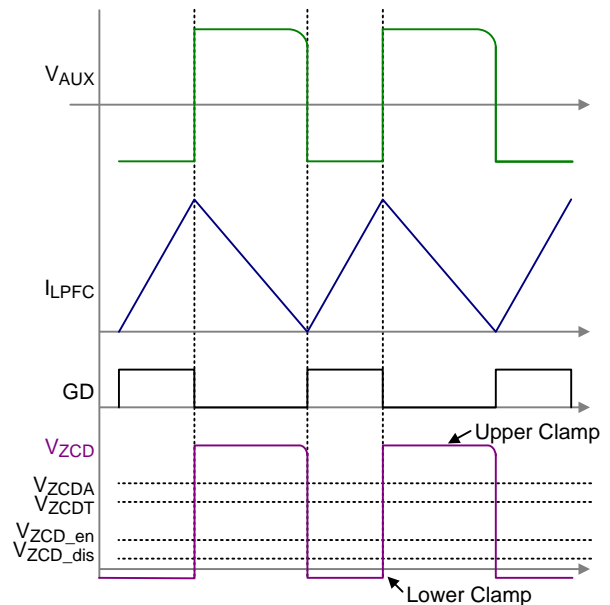 VAUX
ILPFC
GD
VZCD
Upper Clamp
VZCDA
VZCDT
VZCD_en
VZCD_dis
Lower Clamp